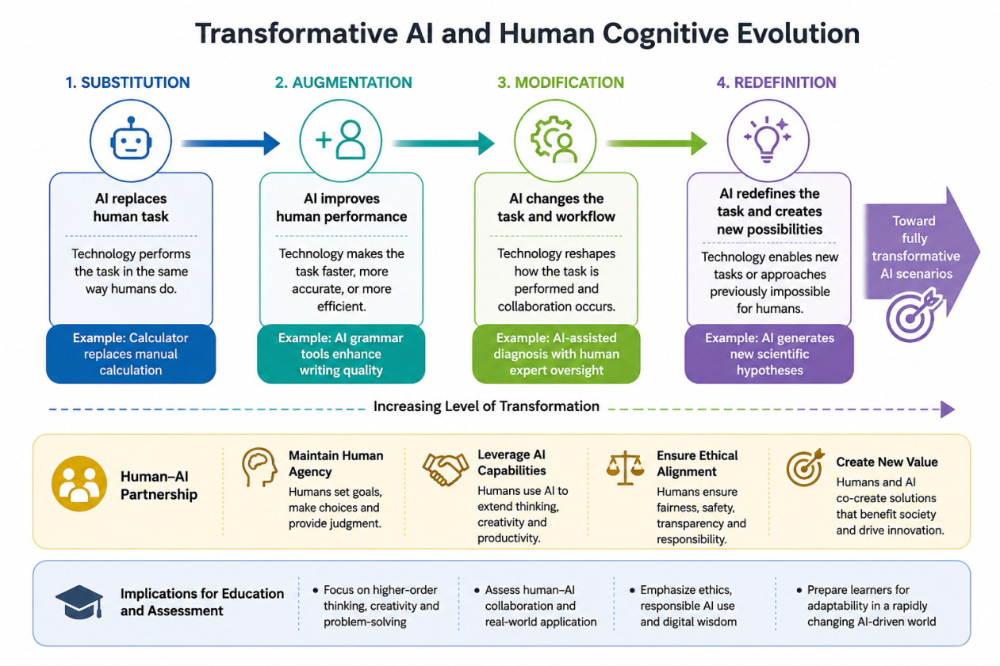 Transformative AI and Human Cognitive Evolution
1. SUBSTITUTION
AI replaces
human task
Technology performs
the task in the same
way humans do.
Example: Calculator
replaces manual
calculation
2. AUGMENTATION
AI improves
human performance
Technology makes the
task faster, more
accurate, or more
efficient.
Example: AI grammar
tools enhance
writing quality
3. MODIFICATION
AI changes the
task and workflow
Technology reshapes
how the task is
performed and
collaboration occurs.
Example: AI-assisted
diagnosis with human
expert oversight
4. REDEFINITION
AI redefines the
task and creates
new possibilities
Technology enables new
tasks or approaches
previously impossible
for humans.
Example: AI generates
new scientific
hypotheses
Toward
fully
transformative
AI scenarios
Increasing Level of Transformation
Human–AI
Partnership
Maintain Human
Agency
Humans set goals,
make choices and
provide judgment.
Leverage AI
Capabilities
Humans use AI to
extend thinking,
creativity and
productivity.
Ensure Ethical
Alignment
Humans ensure
fairness, safety,
transparency and
responsibility.
Create New Value
Humans and AI
co-create solutions
that benefit society
and drive innovation.
Implications for Education
and Assessment
• Focus on higher-order
thinking, creativity and
problem-solving
• Assess human–AI
collaboration and
real-world application
• Emphasize ethics,
responsible AI use
and digital wisdom
• Prepare learners for
adaptability in a rapidly
changing AI-driven world